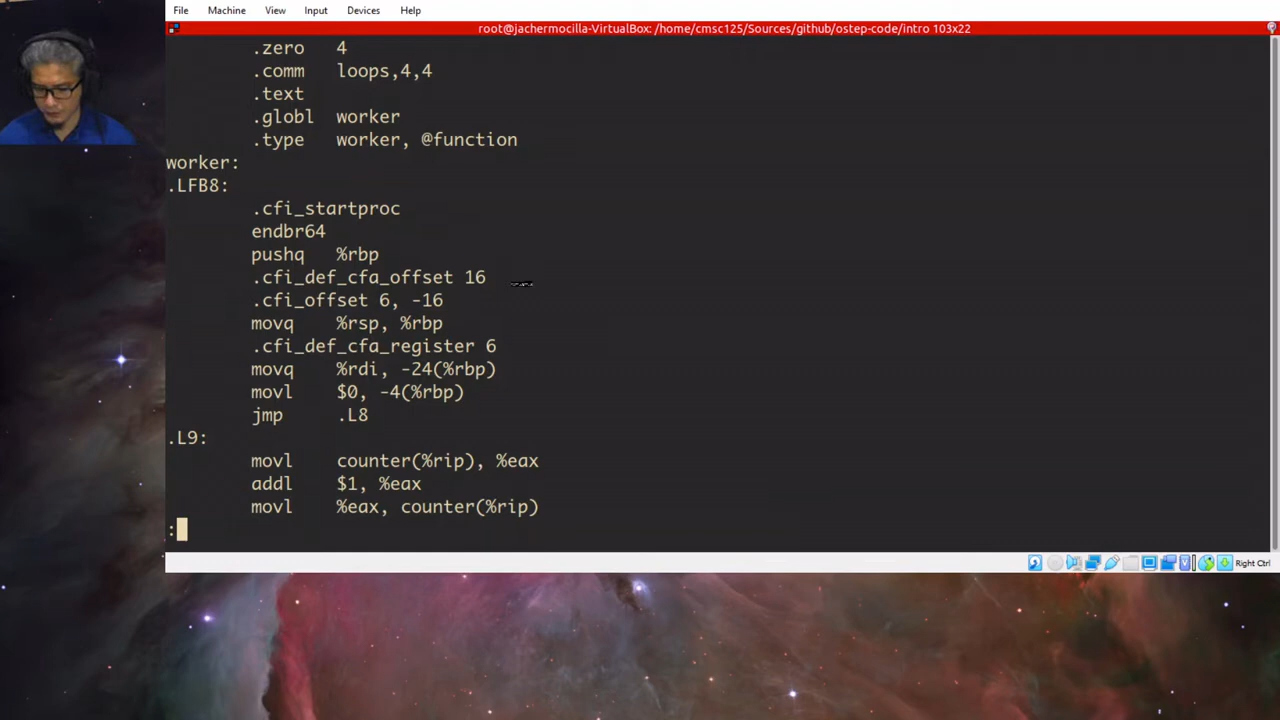 File Machine View Input Devices Help
root@jachermocilla-VirtualBox: /home/cmsc125/Sources/github/ostep-code/intro 103x22
.zero 4
.comm loops,4,4
.text
.globl worker
.type worker, @function
worker:
.LFB8:
.cfi_startproc
endbr64
pushq %rbp
.cfi_def_cfa_offset 16
.cfi_offset 6, -16
movq %rsp, %rbp
.cfi_def_cfa_register 6
movq %rdi, -24(%rbp)
movl $0, -4(%rbp)
jmp .L8
.L9:
movl counter(%rip), %eax
addl $1, %eax
movl %eax, counter(%rip)
:
Right Ctrl